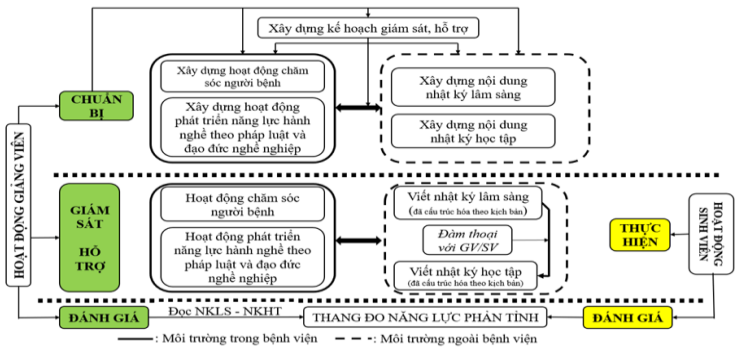 Xây dựng kế hoạch giám sát, hỗ trợ
HOẠT ĐỘNG GIẢNG VIÊN
CHUẨN
BỊ
Xây dựng hoạt động chăm
sóc người bệnh
Xây dựng hoạt động
phát triển năng lực hành
nghề theo pháp luật và
đạo đức nghề nghiệp
Xây dựng nội dung
nhật ký lâm sàng
Xây dựng nội dung
nhật ký học tập
GIÁM
SÁT
HỖ
TRỢ
Hoạt động chăm sóc
người bệnh
Hoạt động phát triển
năng lực hành nghề theo
pháp luật và đạo đức
nghề nghiệp
Viết nhật ký lâm sàng
(đã cấu trúc hóa theo kịch bản)
Đàm thoại
với GV/SV
Viết nhật ký học tập
(đã cấu trúc hóa theo kịch bản)
THỰC
HIỆN
HOẠT ĐỘNG
SINH VIÊN
ĐÁNH GIÁ
Đọc NKLS - NKHT
THANG ĐO NĂNG LỰC PHẢN TỈNH
ĐÁNH GIÁ
: Môi trường trong bệnh viện
: Môi trường ngoài bệnh viện